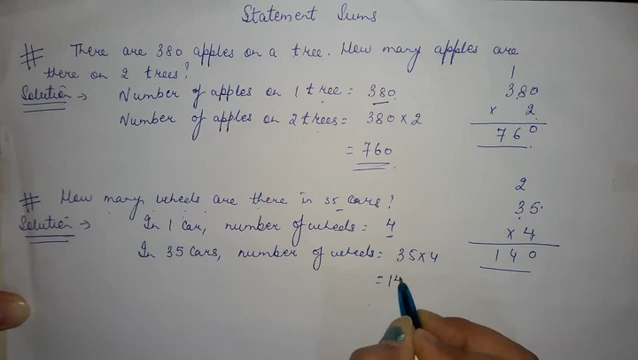 Statement Sums
# There are 380 apples on a tree. How many apples are
there on 2 trees?
Solution → Number of apples on 1 tree = 380
Number of apples on 2 trees = 380 × 2
= 760
1
380
× 2
760
# How many wheels are there in 35 cars?
Solution → In 1 car, number of wheels = 4
In 35 cars, number of wheels = 35×4
= 14
2
35
× 4
140